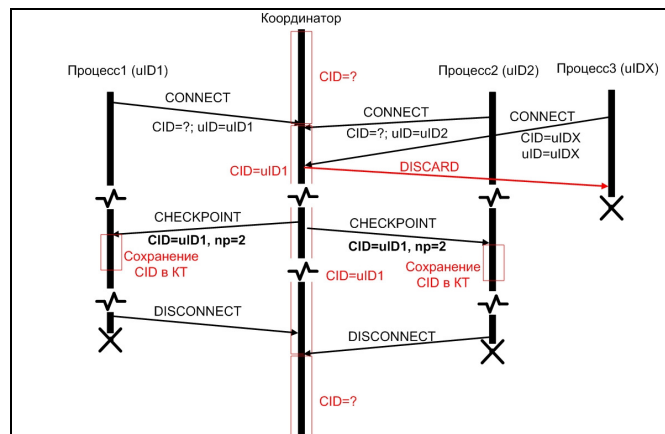 Координатор
Процесс1 (uID1)
CID=?
Процесс2 (uID2)
Процесс3 (uIDX)
CONNECT
CID=?; uID=uID1
CONNECT
CID=?; uID=uID2
CONNECT
CID=uIDX
uID=uIDX
CID=uID1
DISCARD
CHECKPOINT
CID=uID1, np=2
CHECKPOINT
CID=uID1, np=2
Сохранение
CID в КТ
CID=uID1
Сохранение
CID в КТ
DISCONNECT
DISCONNECT
CID=?